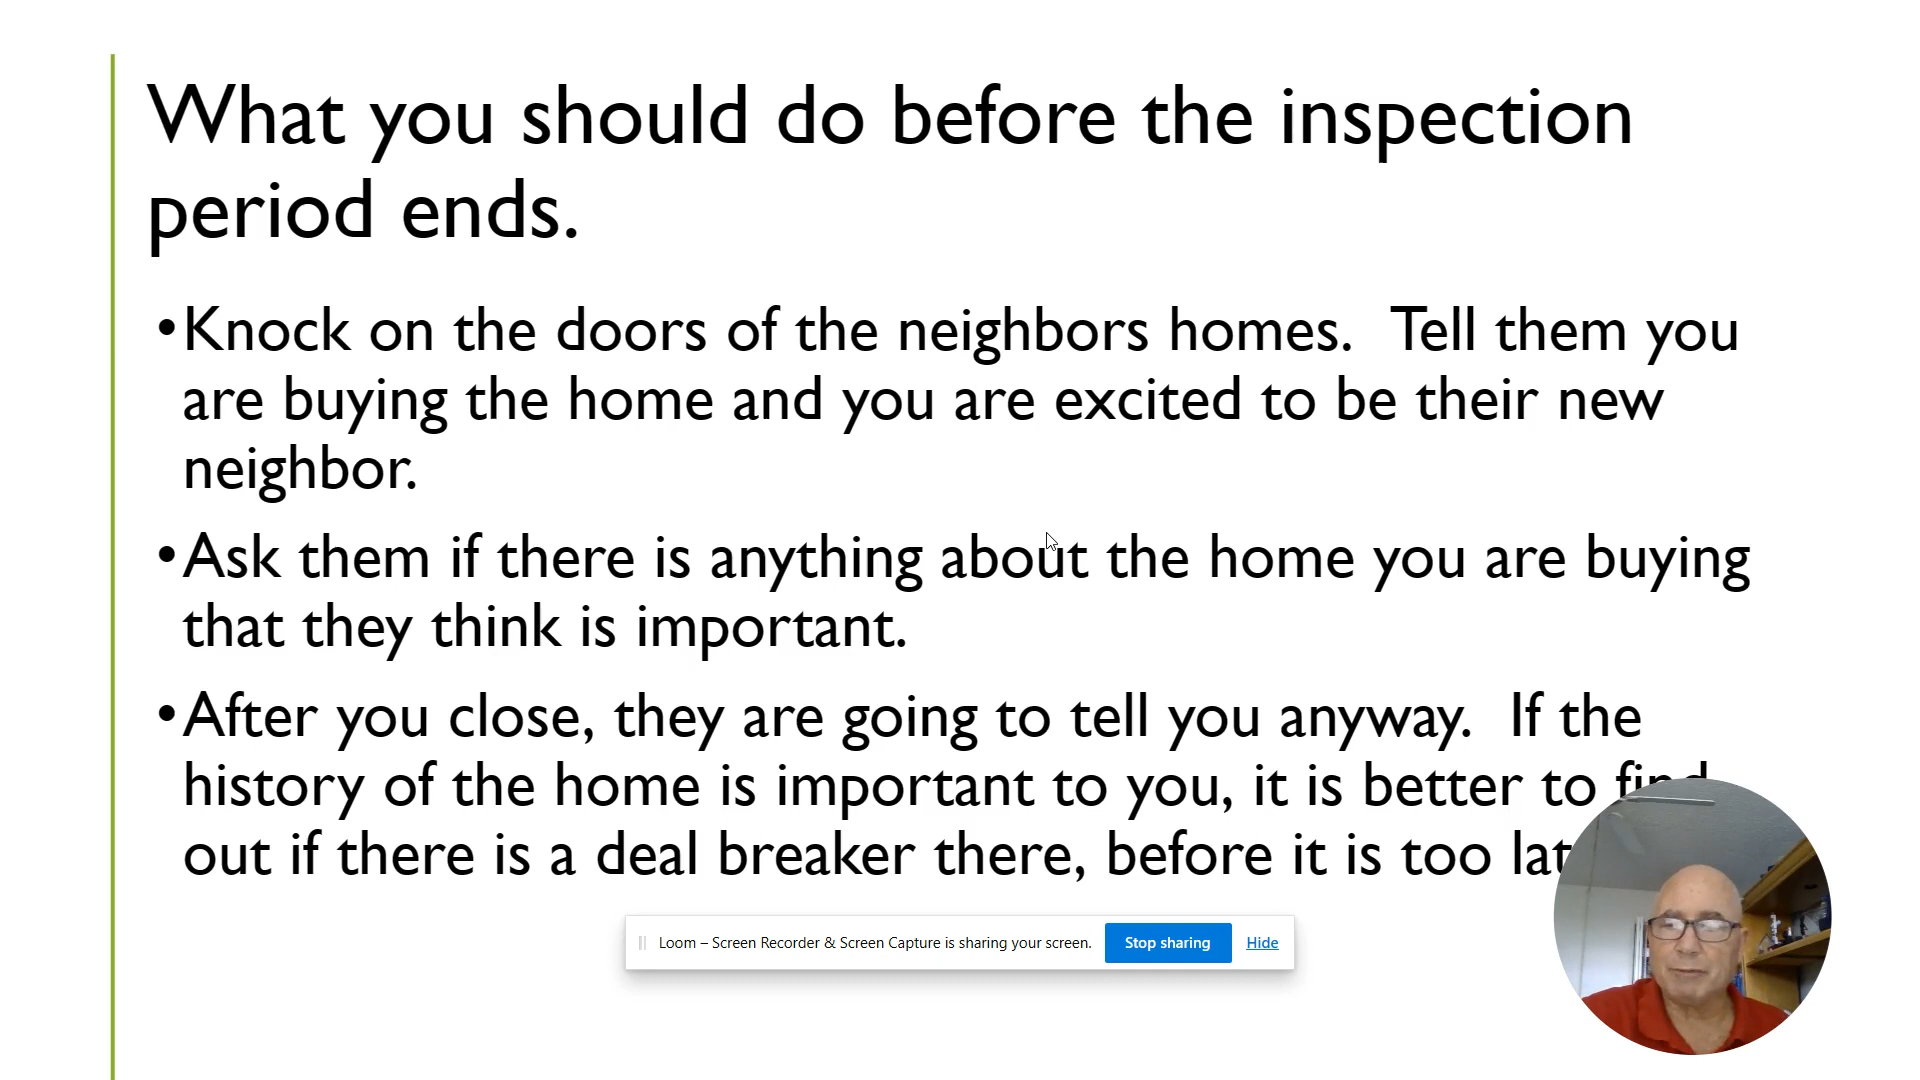 What you should do before the inspection
period ends.
•Knock on the doors of the neighbors homes.  Tell them you
are buying the home and you are excited to be their new
neighbor.
•Ask them if there is anything about the home you are buying
that they think is important.
•After you close, they are going to tell you anyway.  If the
history of the home is important to you, it is better to find
out if there is a deal breaker there, before it is too
Loom – Screen Recorder & Screen Capture is sharing your screen. Stop sharing Hide